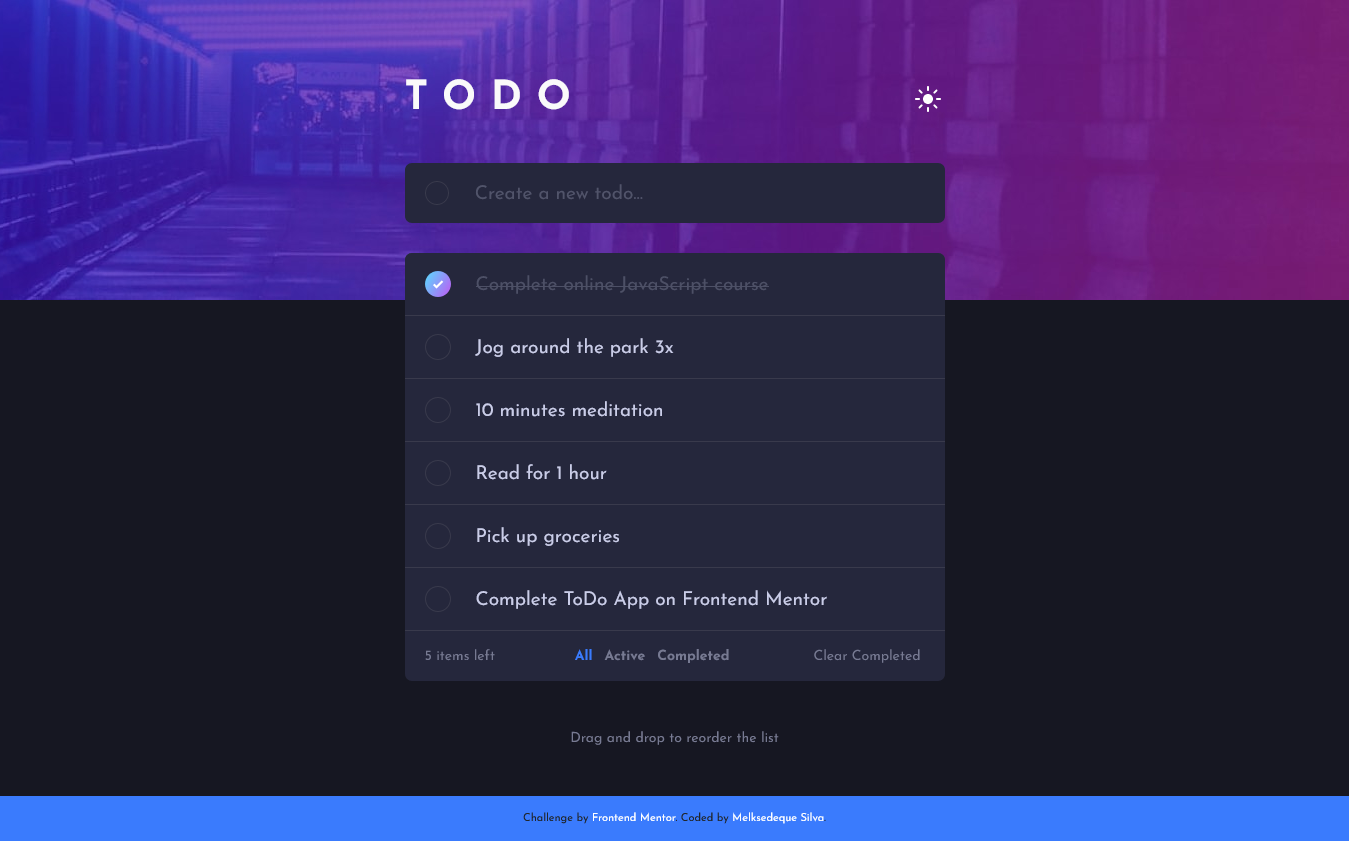 TODO
Create a new todo...
Complete online JavaScript course
Jog around the park 3x
10 minutes meditation
Read for 1 hour
Pick up groceries
Complete ToDo App on Frontend Mentor
5 items left All Active Completed Clear Completed
Drag and drop to reorder the list
Challenge by Frontend Mentor. Coded by Melksedeque Silva.